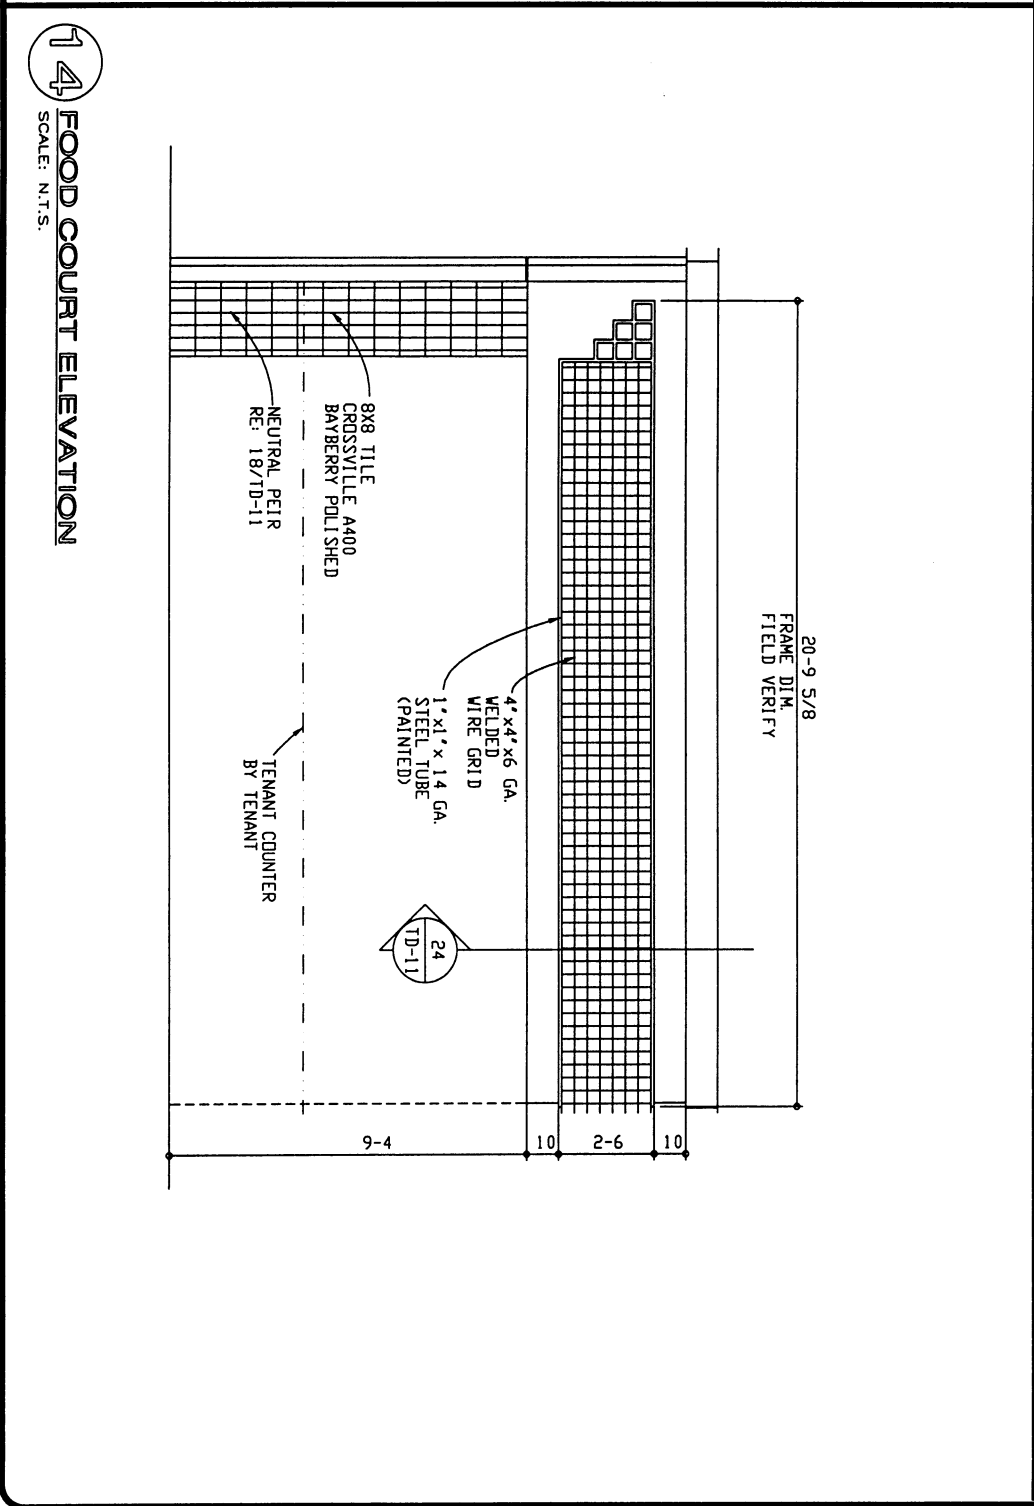 20-9 5/8
FRAME DIM.
FIELD VERIFY
10
2-6
10
9-4
4"x4"x6 GA.
WELDED
WIRE GRID
1"x1"x 14 GA.
STEEL TUBE
(PAINTED)
24
TD-11
8X8 TILE
CROSSVILLE A400
BAYBERRY POLISHED
NEUTRAL PEIR
RE: 18/TD-11
TENANT COUNTER
BY TENANT
14 FOOD COURT ELEVATION
SCALE: N.T.S.